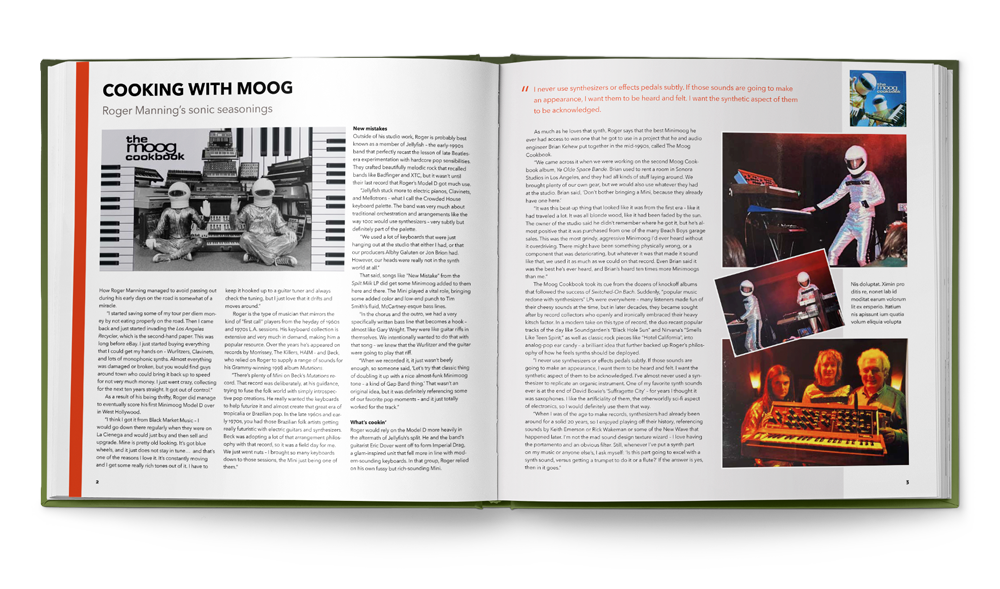 COOKING WITH MOOG
Roger Manning's sonic seasonings
the
moog
cookbook
How Roger Manning managed to avoid passing out
during his early days on the road is somewhat of a
miracle.
"I started saving some of my tour per diem mon-
ey by not eating properly on the road. Then I came
back and just started invading the Los Angeles
Recycler, which is the second-hand paper. This was
long before eBay. I just started buying everything
that I could get my hands on - Wurlitzers, Clavinets,
and lots of monophonic synths. Almost everything
was damaged or broken, but you would find guys
around town who could bring it back up to speed
for not very much money. I just went crazy, collecting
for the next ten years straight. It got out of control."
As a result of his being thrifty, Roger did manage
to eventually score his first Minimoog Model D over
at West Hollywood.
"I think I got it from Black Market Music - I
would go down there regularly when they were on
La Cienega and would just buy and then sell and
upgrade. Mine is pretty old looking. It's got blue
wheels, and it just does not stay in tune... and that's
one of the reasons I love it. It's constantly moving
and I get some really rich tones out of it. I have to
keep it hooked up to a guitar tuner and always
check the tuning, but I just love that it drifts and
moves around."
Roger is the type of musician that mirrors the
kind of "first call" players from the heyday of 1960s
and 1970s L.A. sessions. His keyboard collection is
extensive and very much in demand, making him a
popular resource. Over the years he's appeared on
records by Morrissey, The Killers, HAIM - and Beck,
who relied on Roger to supply a range of sounds for
his Grammy-winning 1998 album Mutations.
"There's plenty of Mini on Beck's Mutations re-
cord. That record was deliberately, at his guidance,
trying to fuse the folk world with simply introspec-
tive pop creations. He really wanted the keyboards
to help futurize it and almost create that great era of
tropicalia or Brazilian pop. In the late 1960s and ear-
ly 1970s, you had those Brazilian folk artists getting
really futuristic with electric guitars and synthesizers.
Beck was adopting a lot of that arrangement philoso-
phy with that record, so it was a field day for me.
We just went nuts - I brought so many keyboards
down to those sessions, the Mini just being one of
them."
New mistakes
Outside of his studio work, Roger is probably best
known as a member of Jellyfish - the early-1990s
band that perfectly recast the lesson of late Beatles-
era experimentation with hardcore pop sensibilities.
They crafted beautifully melodic rock that recalled
bands like Badfinger and XTC, but it wasn't until
their last record that Roger's Model D got much use.
"Jellyfish stuck more to electric pianos, Clavinets,
and Mellotrons - what I call the Crowded House
keyboard palette. The band was very much about
traditional orchestration and arrangements like the
way 10cc would use synthesizers - very subtly but
definitely part of the palette.
"We used a lot of keyboards that were just
hanging out at the studio that either I had, or that
our producers Albhy Galuten or Jon Brion had.
However, our heads were really not in the synth
world at all."
That said, songs like "New Mistake" from the
Spilt Milk LP did get some Minimoog added to them
here and there. The Mini played a vital role, bringing
some added color and low-end punch to Tim
Smith's fluid, McCartney-esque bass lines.
"In the chorus and the outro, we had a very
specifically written bass line that becomes a hook -
almost like Gary Wright. They were like guitar riffs in
themselves. We intentionally wanted to do that with
that song - we knew that the Wurlitzer and the guitar
were going to play that riff.
"When we recorded it, it just wasn't beefy
enough, so someone said, 'Let's try that classic thing
of doubling it up with a nice almost-funk Minimoog
tone - a kind of Gap Band thing.' That wasn't an
original idea, but it was definitely referencing some
of our favorite pop moments - and it just totally
worked for the track."
What's cookin'
Roger would rely on the Model D more heavily in
the aftermath of Jellyfish's split. He and the band's
guitarist Eric Dover went off to form Imperial Drag,
a glam-inspired unit that fell more in line with mod-
ern-sounding keyboards. In that group, Roger relied
on his own fussy but rich-sounding Mini.
2
" I never use synthesizers or effects pedals subtly. If those sounds are going to make
an appearance, I want them to be heard and felt. I want the synthetic aspect of them
to be acknowledged.
the
moog
cookbook
As much as he loves that synth, Roger says that the best Minimoog he
ever had access to was one that he got to use in a project that he and audio
engineer Brian Kehew put together in the mid-1990s, called The Moog
Cookbook.
"We came across it when we were working on the second Moog Cook-
book album, Ye Olde Space Bande. Brian used to rent a room in Sonora
Studios in Los Angeles, and they had all kinds of stuff laying around. We
brought plenty of our own gear, but we would also use whatever they had
at the studio. Brian said, 'Don't bother bringing a Mini, because they already
have one here.'
"It was this beat-up thing that looked like it was from the first era - like it
had traveled a lot. It was all blonde wood, like it had been faded by the sun.
The owner of the studio said he didn't remember where he got it, but he's al-
most positive that it was purchased from one of the many Beach Boys garage
sales. This was the most grindy, aggressive Minimoog I'd ever heard without
it overdriving. There might have been something physically wrong, or a
component that was deteriorating, but whatever it was that made it sound
like that, we used it as much as we could on that record. Even Brian said it
was the best he's ever heard, and Brian's heard ten times more Minimoogs
than me."
The Moog Cookbook took its cue from the dozens of knockoff albums
that followed the success of Switched-On Bach. Suddenly, "popular music
redone with synthesizers" LPs were everywhere - many listeners made fun of
their cheesy sounds at the time, but in later decades, they became sought
after by record collectors who openly and ironically embraced their heavy
kitsch factor. In a modern take on this type of record, the duo recast popular
tracks of the day like Soundgarden's "Black Hole Sun" and Nirvana's "Smells
Like Teen Spirit," as well as classic rock pieces like "Hotel California", into
analog-pop ear candy - a brilliant idea that further backed up Roger's philos-
ophy of how he feels synths should be deployed.
"I never use synthesizers or effects pedals subtly. If those sounds are
going to make an appearance, I want them to be heard and felt. I want the
synthetic aspect of them to be acknowledged. I've almost never used a syn-
thesizer to replicate an organic instrument. One of my favorite synth sounds
ever is at the end of David Bowie's "Suffragette City" - for years I thought it
was saxophones. I like the artificiality of them, the otherworldly sci-fi aspect
of electronics, so I would definitely use them that way.
"When I was of the age to make records, synthesizers had already been
around for a solid 20 years, so I enjoyed playing off their history, referencing
sounds by Keith Emerson or Rick Wakeman or some of the New Wave that
happened later. I'm not the mad sound design texture wizard - I love having
the portamento and an obvious filter. Still, whenever I've put a synth part
on my music or anyone else's, I ask myself 'Is this part going to excel with a
synth sound, versus getting a trumpet to do it or a flute?' If the answer is yes,
then in it goes."
Nis doluptat. Ximin pro
ditis re, nonet lab id
moditat earum volorum
lit ex emperio. Itatem
nis apissunt ium quatia
volum eliquia volupta
3